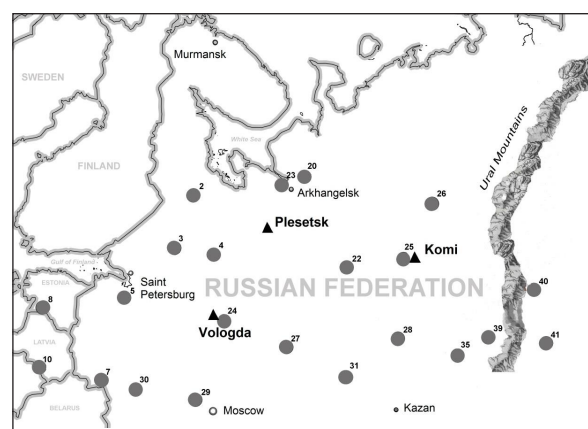 Murmansk
SWEDEN
White Sea
Ural Mountains
FINLAND
20
23
Arkhangelsk
2
26
Plesetsk
3
4
25
Komi
Gulf of Finland
22
Saint
Petersburg
ESTONIA
5
RUSSIAN FEDERATION
40
8
24
Vologda
28
39
41
LATVIA
27
35
10
7
31
30
29
BELARUS
Moscow
Kazan